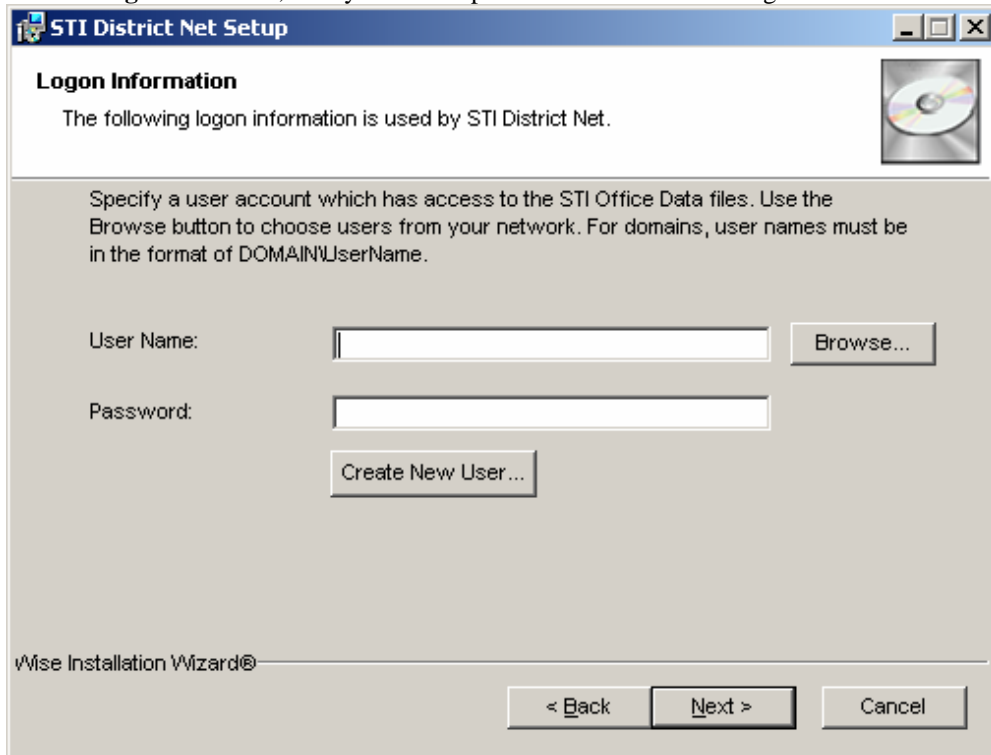 STI District Net Setup
Logon Information
The following logon information is used by STI District Net.
Specify a user account which has access to the STI Office Data files. Use the
Browse button to choose users from your network. For domains, user names must be
in the format of DOMAIN\UserName.
User Name:
Browse...
Password:
Create New User...
Wise Installation Wizard®
< Back
Next >
Cancel